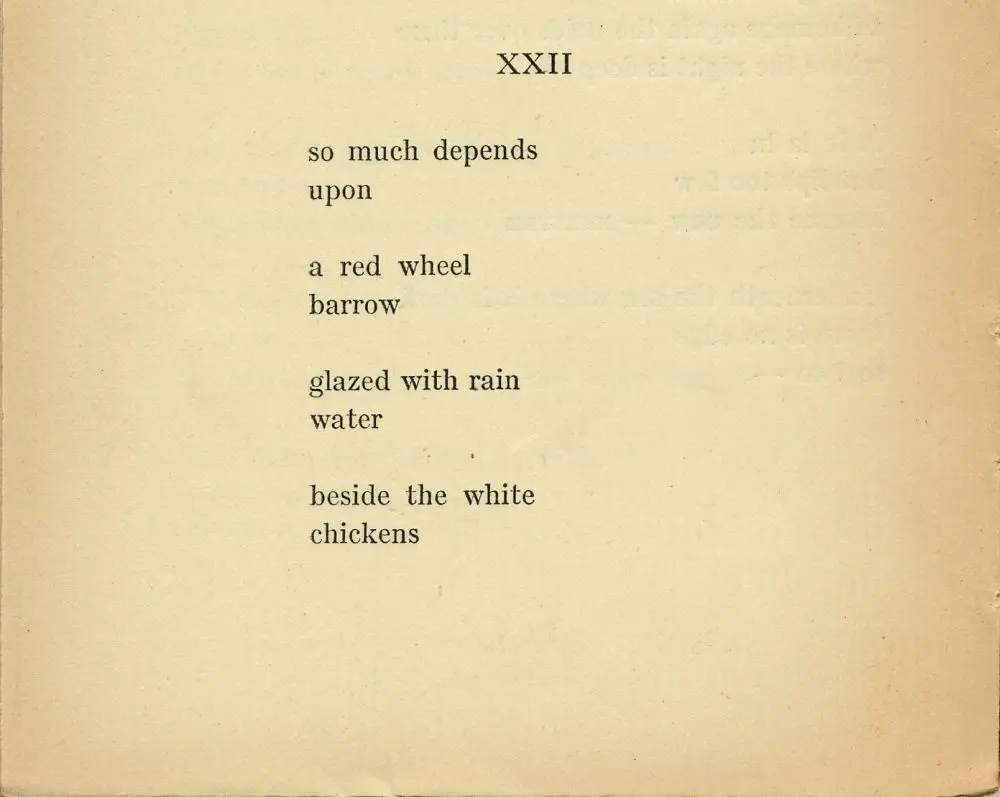 XXII
so much depends
upon
a red wheel
barrow
glazed with rain
water
beside the white
chickens